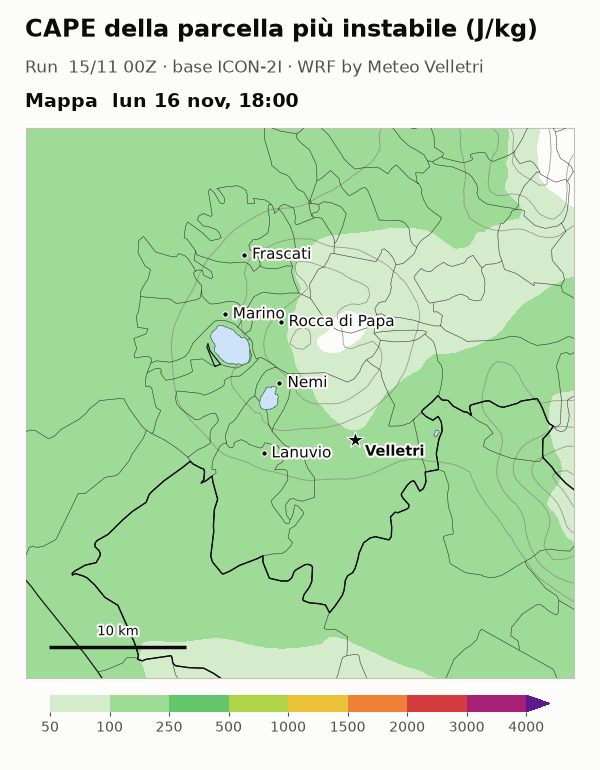 CAPE della parcella più instabile (J/kg)
Run  15/11 00Z · base ICON-2I · WRF by Meteo Velletri
Mappa  lun 16 nov, 18:00
Frascati
Marino
Rocca di Papa
Nemi
Velletri
Lanuvio
10 km
50 100 250 500 1000 1500 2000 3000 4000